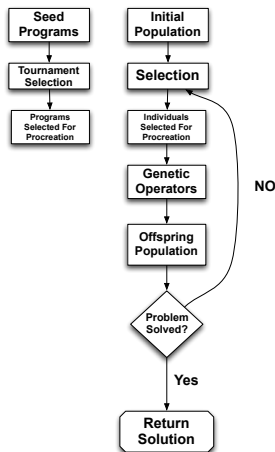 Seed
Programs
Tournament
Selection
Programs
Selected For
Procreation
Initial
Population
Selection
Individuals
Selected For
Procreation
Genetic
Operators
Offspring
Population
Problem
Solved?
NO
Yes
Return
Solution